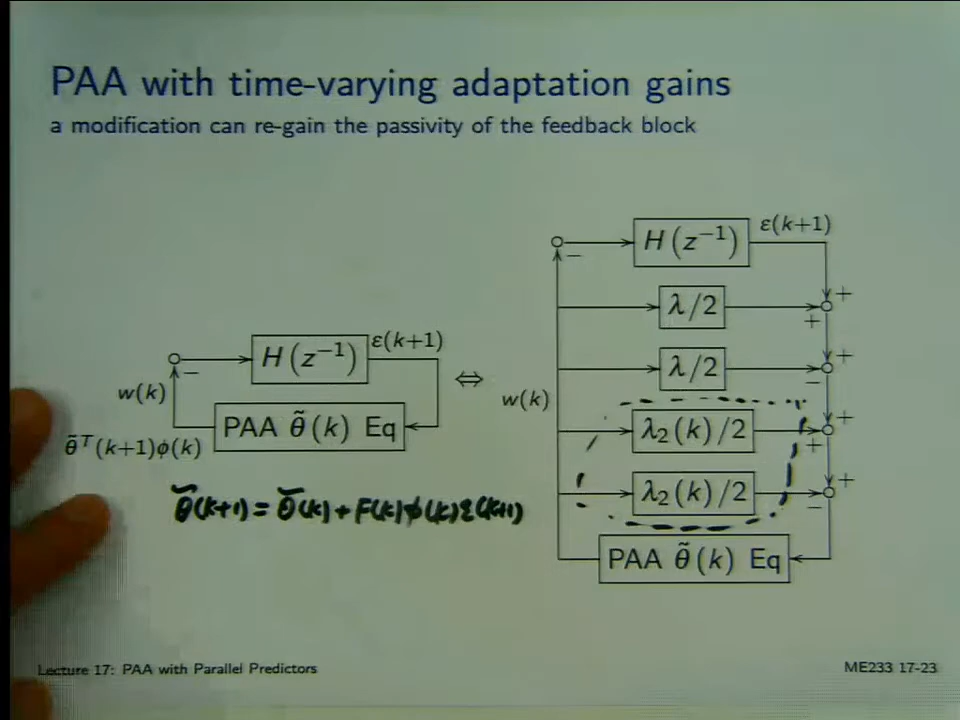 PAA with time-varying adaptation gains
a modification can re-gain the passivity of the feedback block
H(z⁻¹)
ε(k+1)
w(k)
PAA θ̃(k) Eq
θ̃ᵀ(k+1)ϕ(k)
−
⇔
H(z⁻¹)
ε(k+1)
−
λ/2
+
+
λ/2
+
−
w(k)
λ₂(k)/2
+
+
λ₂(k)/2
+
−
PAA θ̃(k) Eq
θ̃(k+1) = θ̃(k) + F(k)ϕ(k)ε(k+1)
Lecture 17: PAA with Parallel Predictors
ME233 17-23